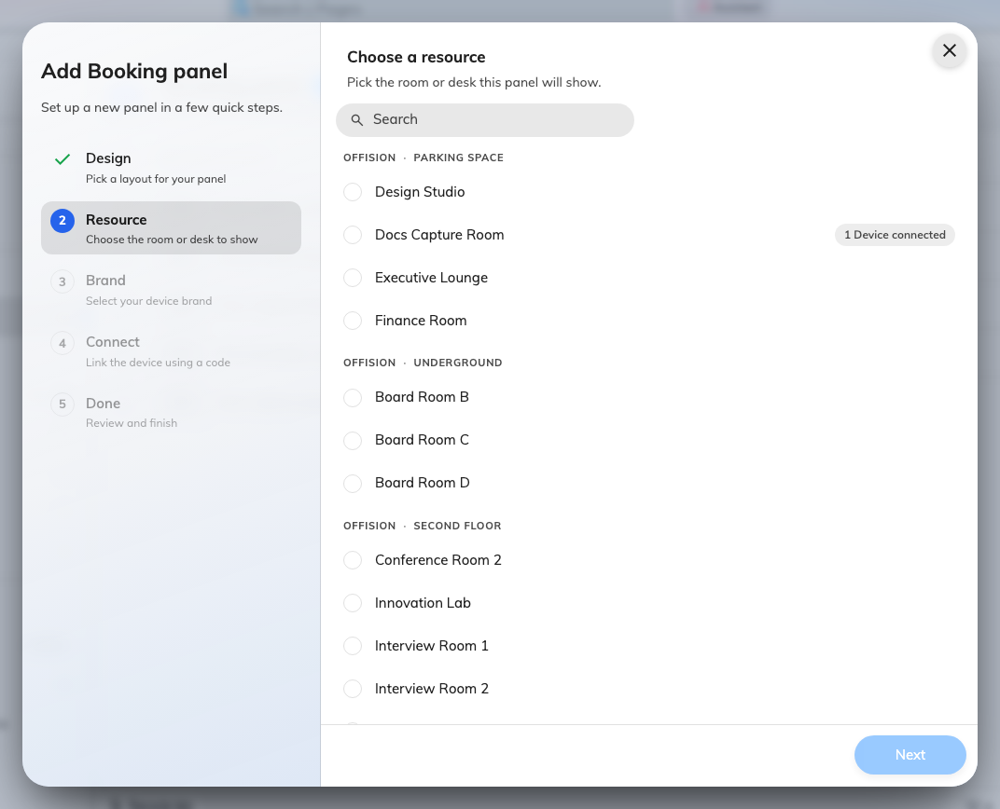 Add Booking panel
Set up a new panel in a few quick steps.
Design
Pick a layout for your panel
2
Resource
Choose the room or desk to show
3
Brand
Select your device brand
4
Connect
Link the device using a code
5
Done
Review and finish
Choose a resource
Pick the room or desk this panel will show.
Search
OFFISION · PARKING SPACE
Design Studio
Docs Capture Room
1 Device connected
Executive Lounge
Finance Room
OFFISION · UNDERGROUND
Board Room B
Board Room C
Board Room D
OFFISION · SECOND FLOOR
Conference Room 2
Innovation Lab
Interview Room 1
Interview Room 2
Next